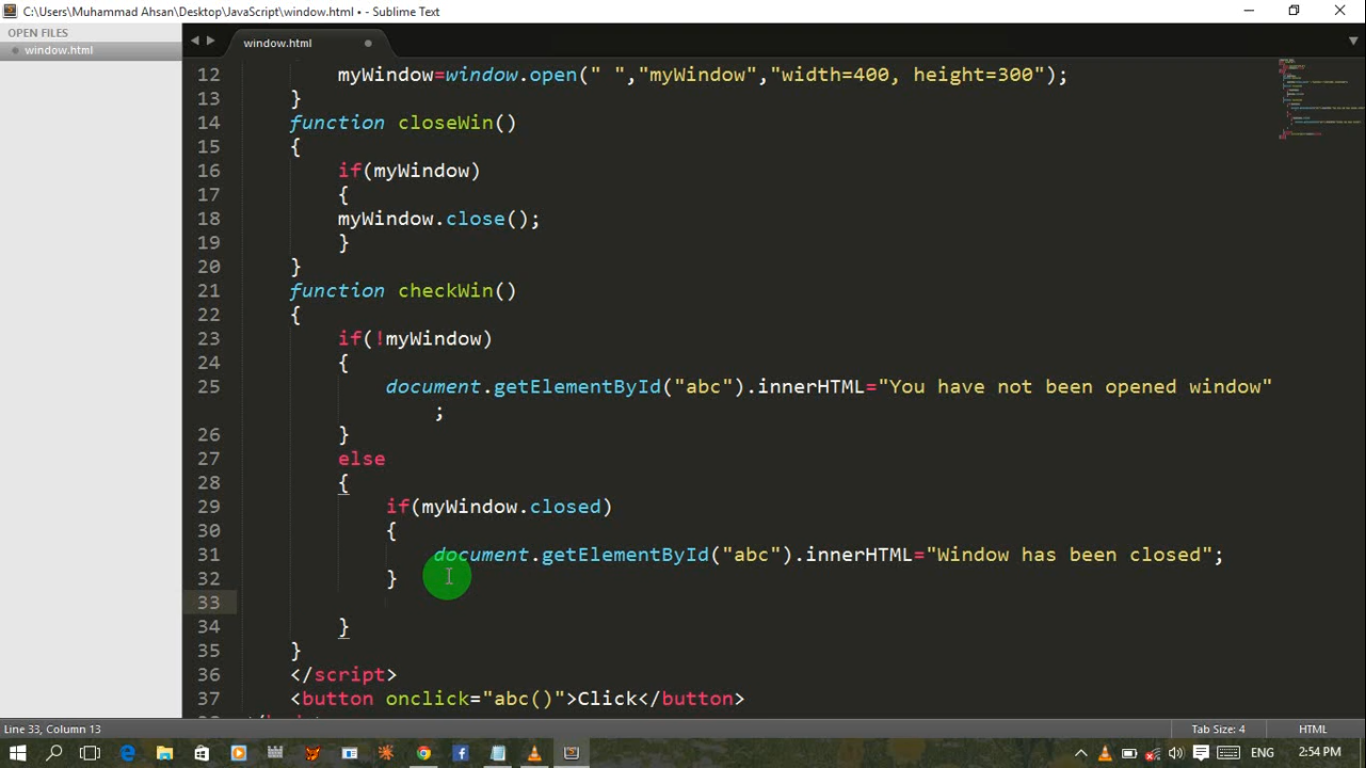 C:\Users\Muhammad Ahsan\Desktop\JavaScript\window.html • - Sublime Text
OPEN FILES
window.html
window.html
12 myWindow=window.open(" ","myWindow","width=400, height=300");
13 }
14 function closeWin()
15 {
16 if(myWindow)
17 {
18 myWindow.close();
19 }
20 }
21 function checkWin()
22 {
23 if(!myWindow)
24 {
25 document.getElementById("abc").innerHTML="You have not been opened window"
;
26 }
27 else
28 {
29 if(myWindow.closed)
30 {
31 document.getElementById("abc").innerHTML="Window has been closed";
32 }
33
34 }
35 }
36 </script>
37 <button onclick="abc()">Click</button>
Line 33, Column 13
Tab Size: 4
HTML
ENG
2:54 PM